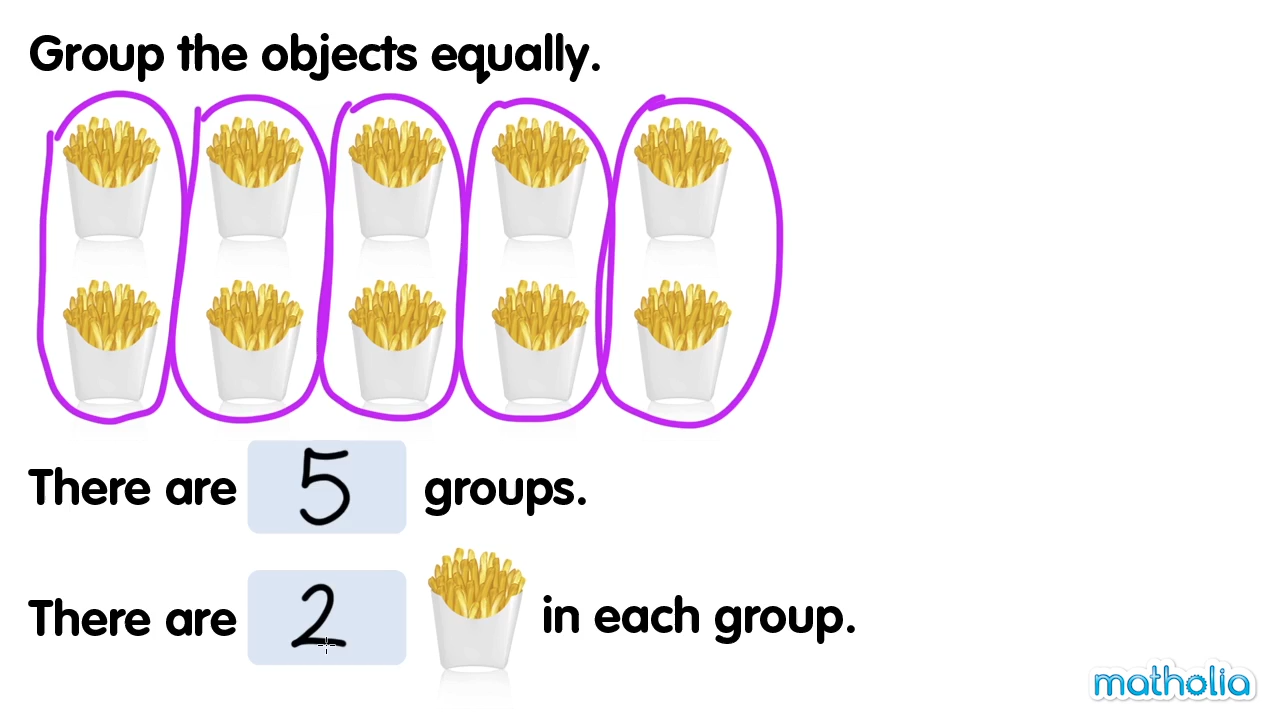 Group the objects equally.
There are 5 groups.
There are 2 in each group.
matholia